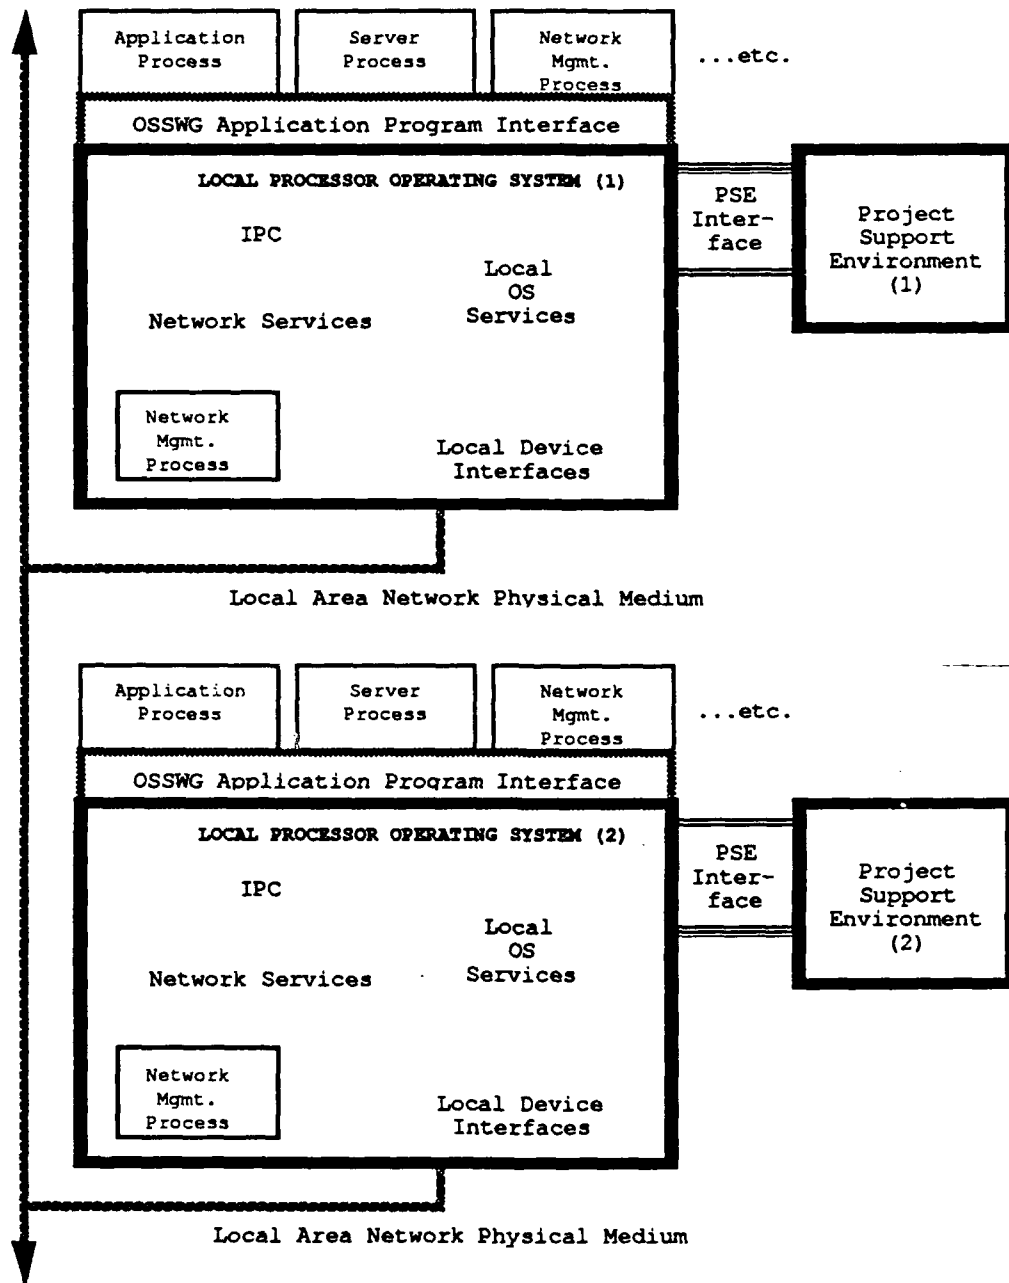 Application
Process
Server
Process
Network
Mgmt.
Process
...etc.
OSSWG Application Program Interface
LOCAL PROCESSOR OPERATING SYSTEM (1)
IPC
Local
OS
Services
Network Services
Network
Mgmt.
Process
Local Device
Interfaces
PSE
Inter-
face
Project
Support
Environment
(1)
Local Area Network Physical Medium
Application
Process
Server
Process
Network
Mgmt.
Process
...etc.
OSSWG Application Program Interface
LOCAL PROCESSOR OPERATING SYSTEM (2)
IPC
Local
OS
Services
Network Services
Network
Mgmt.
Process
Local Device
Interfaces
PSE
Inter-
face
Project
Support
Environment
(2)
Local Area Network Physical Medium